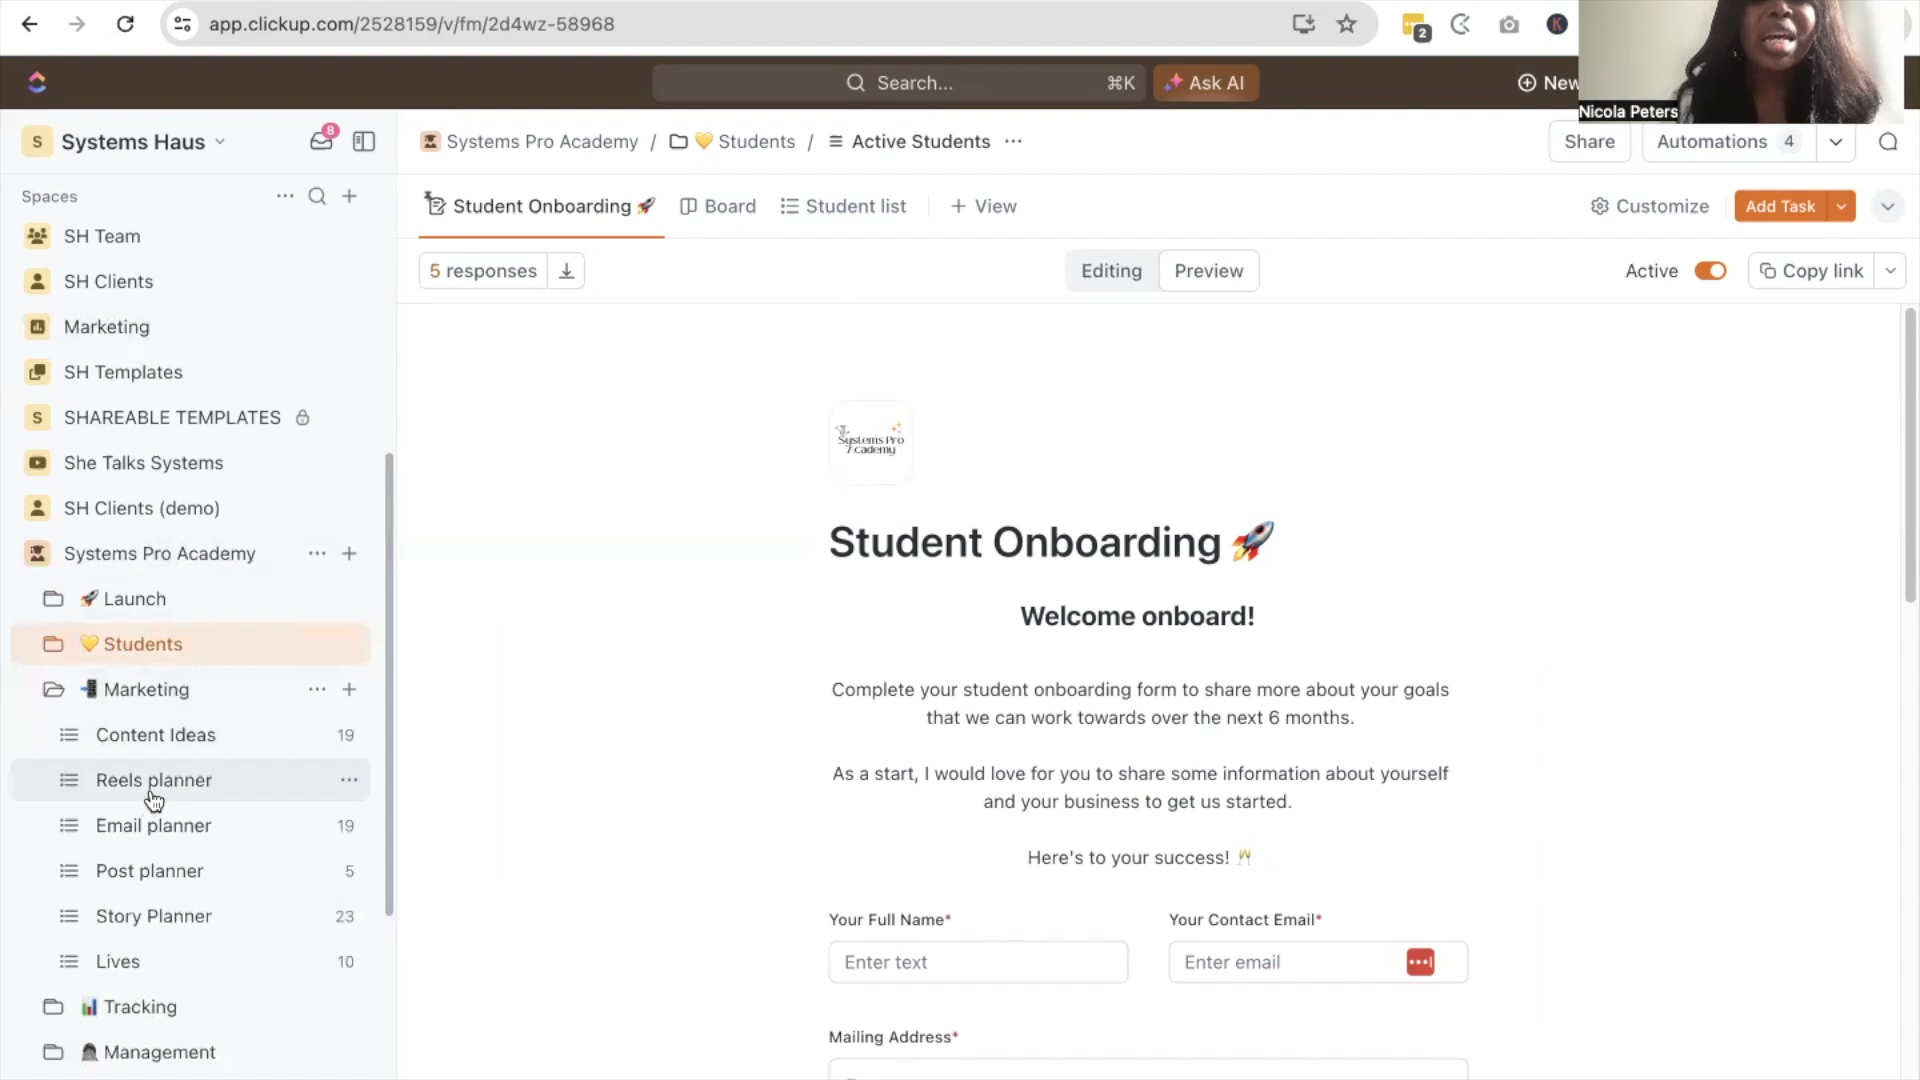 app.clickup.com/2528159/v/fm/2d4wz-58968
2
K
Search...
⌘K
Ask AI
New
Nicola Peters
S
Systems Haus
8
Systems Pro Academy / 💛 Students / Active Students ...
Share
Automations 4
Spaces
Student Onboarding 🚀
Board
Student list
+ View
Customize
Add Task
SH Team
SH Clients
Marketing
SH Templates
S
SHAREABLE TEMPLATES
She Talks Systems
SH Clients (demo)
Systems Pro Academy
🚀 Launch
💛 Students
📲 Marketing
Content Ideas 19
Reels planner
Email planner 19
Post planner 5
Story Planner 23
Lives 10
📊 Tracking
Management
5 responses
Editing
Preview
Active
Copy link
Systems Pro
Academy
Student Onboarding 🚀
Welcome onboard!
Complete your student onboarding form to share more about your goals
that we can work towards over the next 6 months.
As a start, I would love for you to share some information about yourself
and your business to get us started.
Here's to your success! 🥂
Your Full Name*
Your Contact Email*
Enter text
Enter email
Mailing Address*